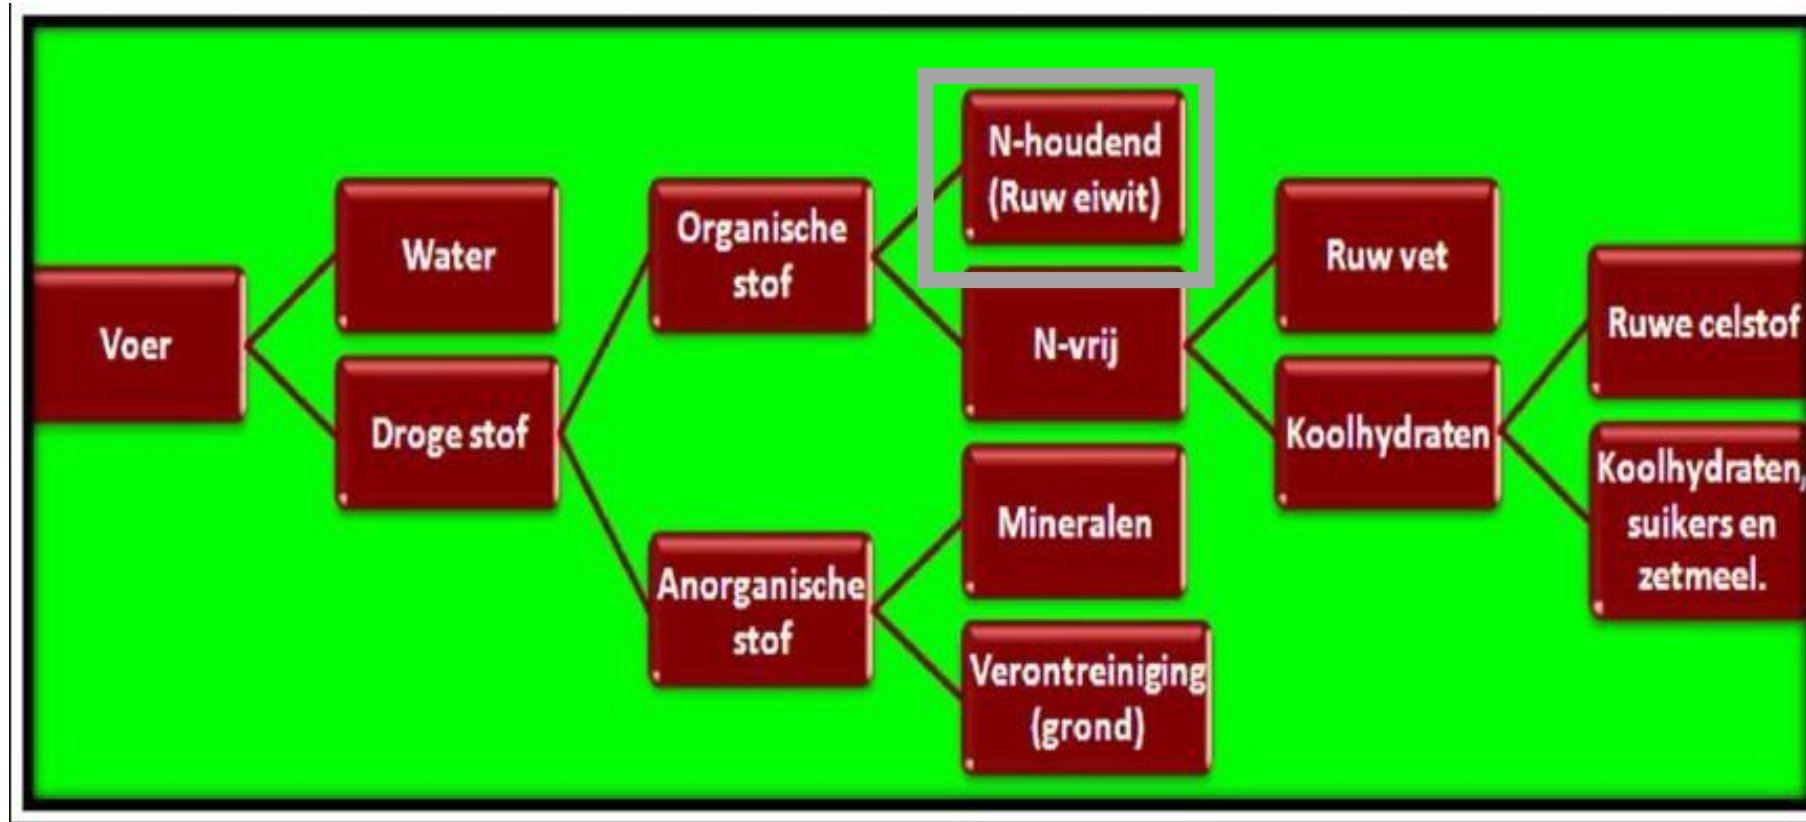 Voer
Water
Droge stof
Organische
stof
Anorganische
stof
N-houdend
(Ruw eiwit)
N-vrij
Mineralen
Verontreiniging
(grond)
Ruw vet
Koolhydraten
Ruwe celstof
Koolhydraten,
suikers en
zetmeel.